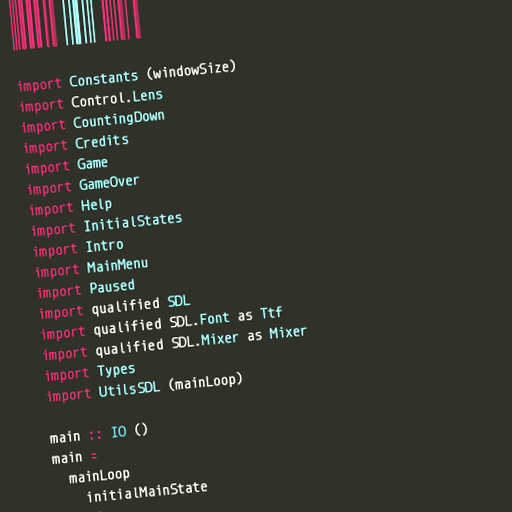 import Constants (windowSize)
import Control.Lens
import CountingDown
import Credits
import Game
import GameOver
import Help
import InitialStates
import Intro
import MainMenu
import Paused
import qualified SDL
import qualified SDL.Font as Ttf
import qualified SDL.Mixer as Mixer
import Types
import UtilsSDL (mainLoop)
main :: IO ()
main =
mainLoop
initialMainState